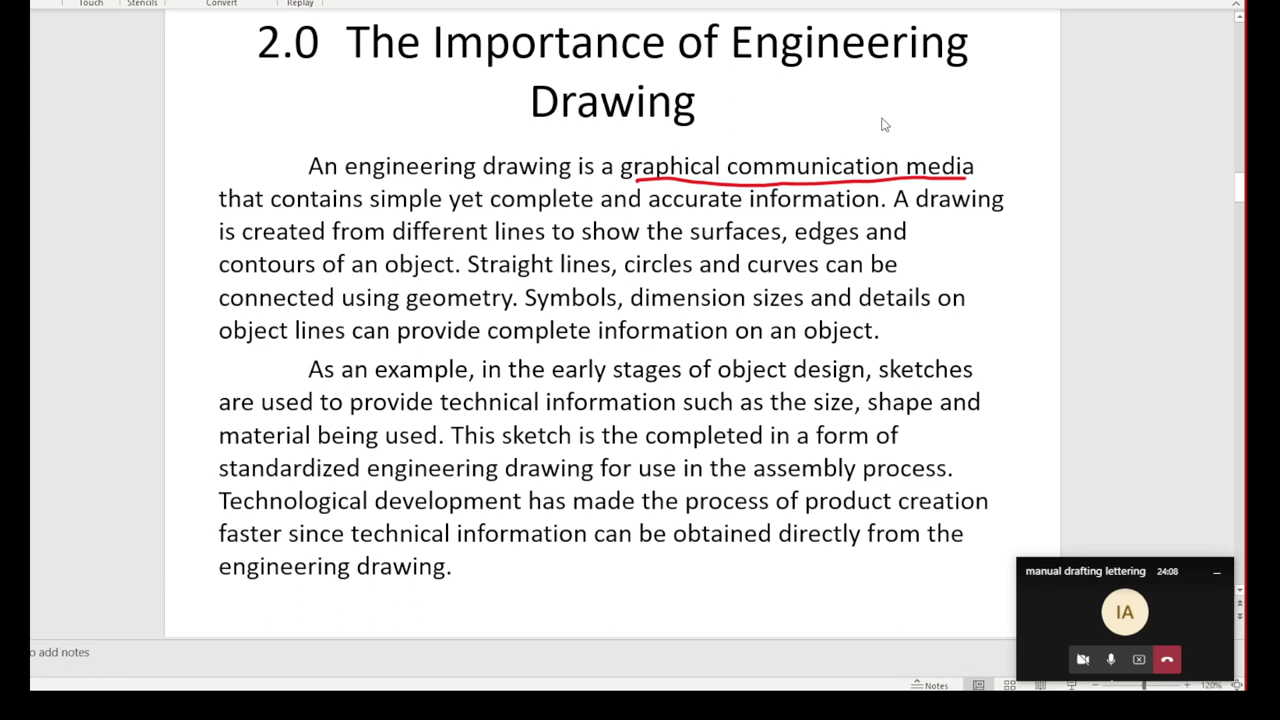 Touch Stencils Convert Replay
2.0 The Importance of Engineering
Drawing
An engineering drawing is a graphical communication media
that contains simple yet complete and accurate information. A drawing
is created from different lines to show the surfaces, edges and
contours of an object. Straight lines, circles and curves can be
connected using geometry. Symbols, dimension sizes and details on
object lines can provide complete information on an object.
As an example, in the early stages of object design, sketches
are used to provide technical information such as the size, shape and
material being used. This sketch is the completed in a form of
standardized engineering drawing for use in the assembly process.
Technological development has made the process of product creation
faster since technical information can be obtained directly from the
engineering drawing.
manual drafting lettering 24:08
IA
o add notes
Notes 120%